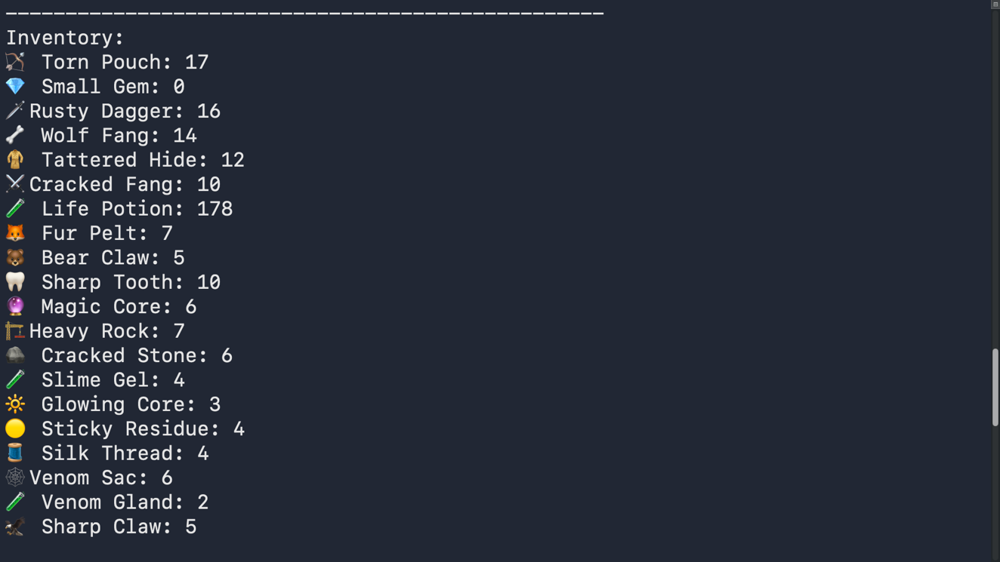 --------------------------------------------------
Inventory:
🏹 Torn Pouch: 17
💎 Small Gem: 0
🗡️Rusty Dagger: 16
🦴 Wolf Fang: 14
🧥 Tattered Hide: 12
⚔️Cracked Fang: 10
🧪 Life Potion: 178
🦊 Fur Pelt: 7
🐻 Bear Claw: 5
🦷 Sharp Tooth: 10
🔮 Magic Core: 6
🏗️Heavy Rock: 7
🪨 Cracked Stone: 6
🧪 Slime Gel: 4
🔆 Glowing Core: 3
🟡 Sticky Residue: 4
🧵 Silk Thread: 4
🕸️Venom Sac: 6
🧪 Venom Gland: 2
🦅 Sharp Claw: 5